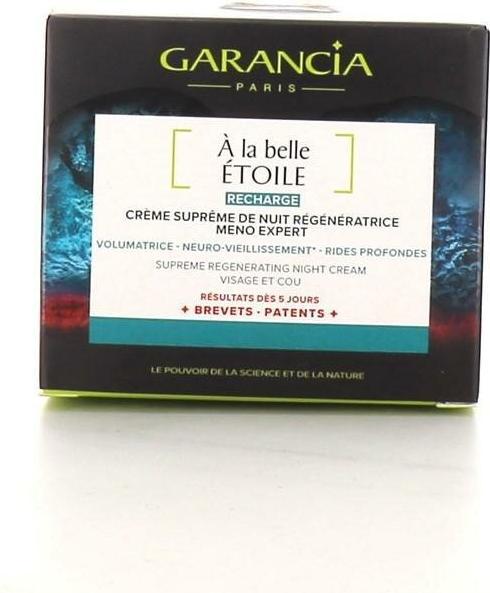 GARANCIA
PARIS
À la belle
ÉTOILE
RECHARGE
CRÈME SUPRÊME DE NUIT RÉGÉNÉRATRICE
MENO EXPERT
VOLUMATRICE - NEURO-VIEILLISSEMENT* - RIDES PROFONDES
SUPREME REGENERATING NIGHT CREAM
VISAGE ET COU
RÉSULTATS DÈS 5 JOURS
+ BREVETS · PATENTS +
LE POUVOIR DE LA SCIENCE ET DE LA NATURE